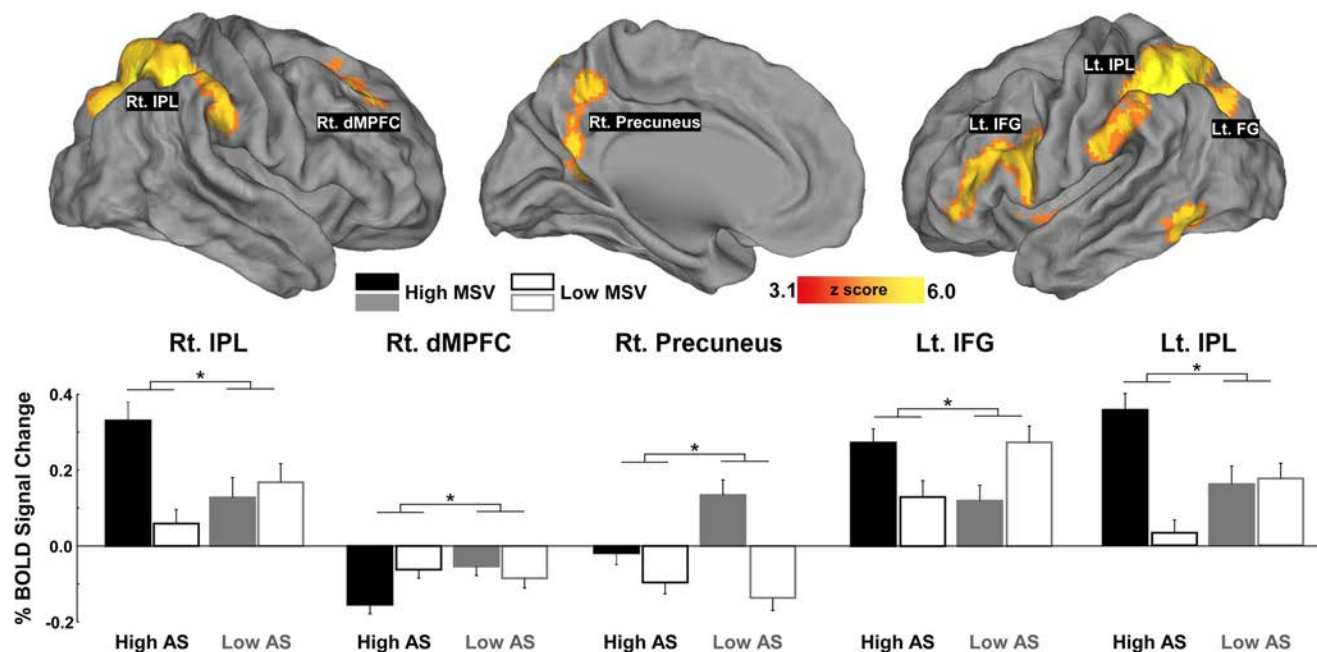 Rt. IPL
Rt. dMPFC
Rt. Precuneus
Lt. IPL
Lt. IFG
Lt. FG
High MSV
Low MSV
3.1 z score 6.0
Rt. IPL Rt. dMPFC Rt. Precuneus Lt. IFG Lt. IPL
% BOLD Signal Change
0.4
0.2
0.0
-0.2
* * * * *
High AS Low AS High AS Low AS High AS Low AS High AS Low AS High AS Low AS